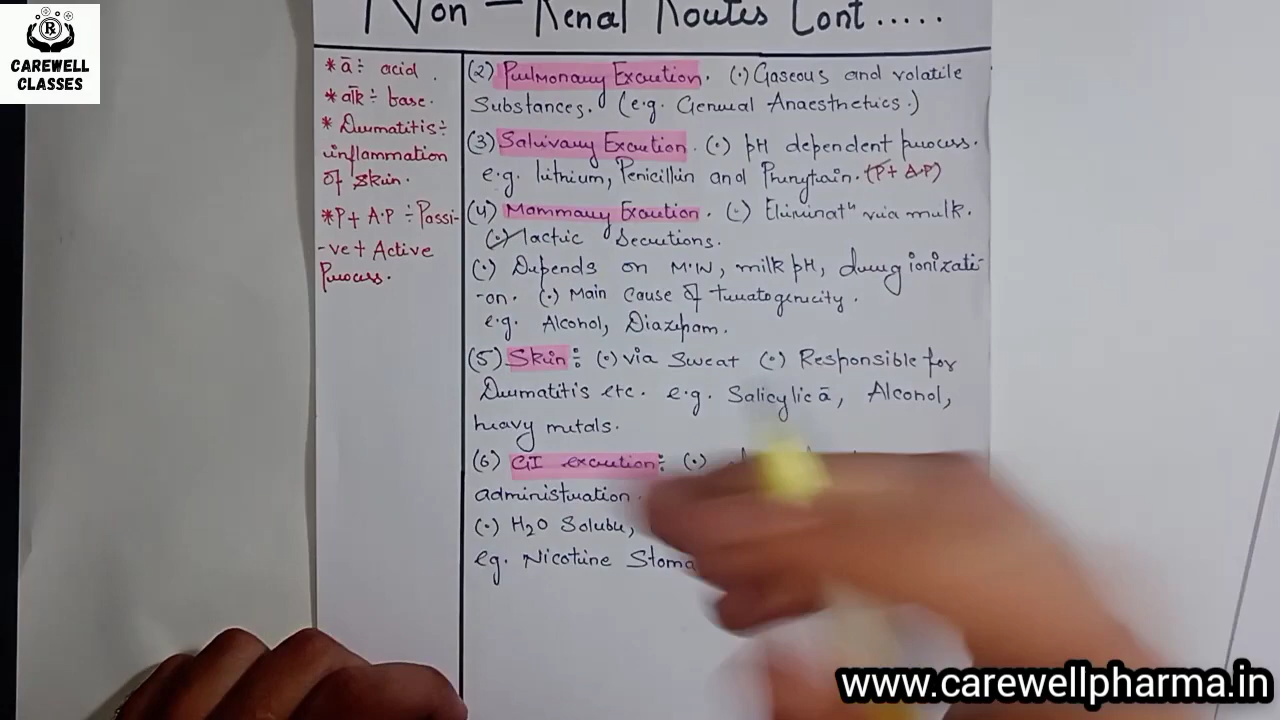 Non - Renal Routes Cont .....
Rx
CAREWELL
CLASSES
* ā ÷ acid .
* alk ÷ base.
* Dermatitis ÷
inflammation
of Skin.
* P + A.P ÷ Passi-
-ve + Active
Process.
(2) Pulmonary Excretion. (•) Gaseous and volatile
Substances. (e.g. General Anaesthetics.)
(3) Salivary Excretion. (•) pH dependent process.
e.g. lithium, Penicillin and Phenytoin. (P+ A.P)
(4) Mammary Excretion. (•) Eliminatⁿ via milk.
(•) lactic Secretions.
(•) Depends on M.W, milk pH, drug ionizati-
-on. (•) Main Cause of teratogenicity.
e.g. Alcohol, Diazepam.
(5) Skin : (•) via Sweat (•) Responsible for
Dermatitis etc. e.g. Salicylic ā, Alcohol,
heavy metals.
(6) GI excretion ÷ (•)
administration.
(•) H2O Soluble,
eg. Nicotine
www.carewellpharma.in